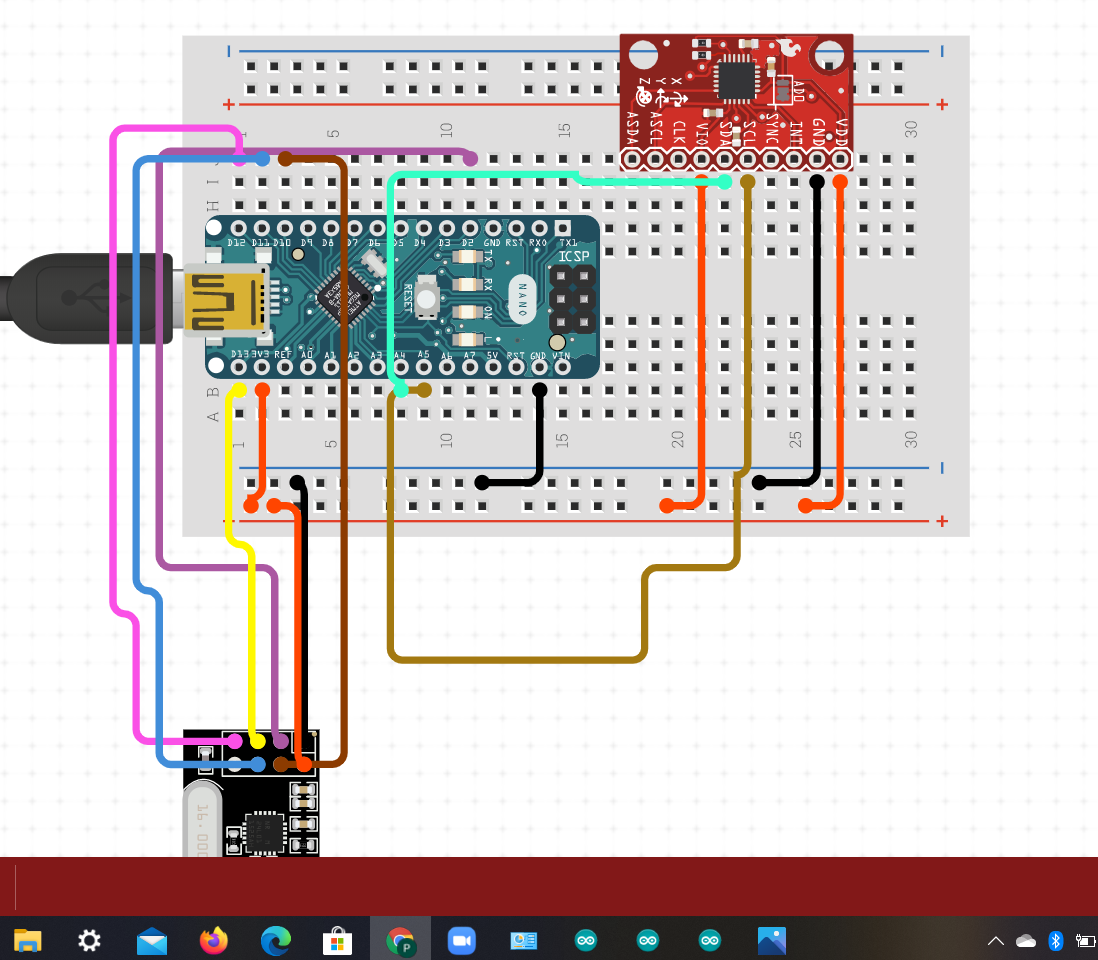 − −
+ +
1 5 10 15 30
J
I
H
ASDA ASCL CLK VIO SDA SCL SYNC INT GND VDD
Z Y X
AD0
D12 D11 D10 D9 D8 D7 D6 D5 D4 D3 D2 GND RST RX0 TX1
ICSP
TX
RX
ON
L
RESET
NANO
D13 3V3 REF A0 A1 A2 A3 A4 A5 A6 A7 5V RST GND VIN
B
A
1 5 10 15 20 25 30
− 
+ +
16.000
P